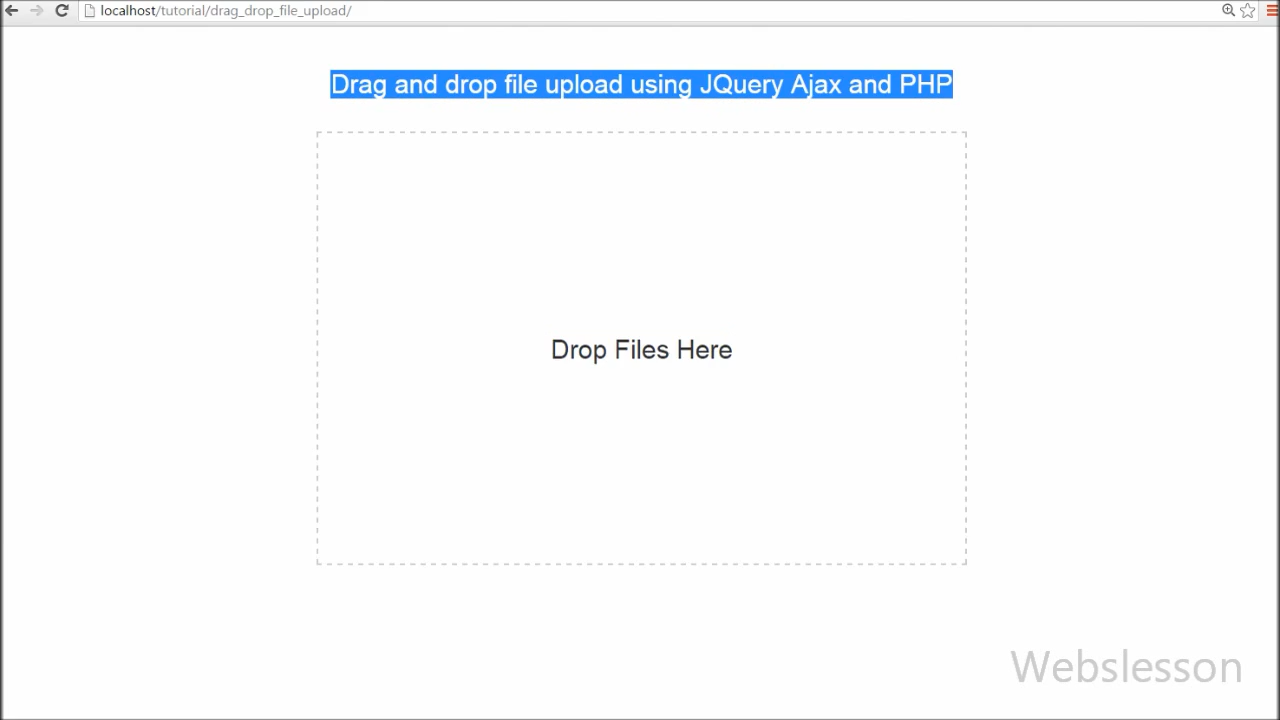 localhost/tutorial/drag_drop_file_upload/
Drag and drop file upload using JQuery Ajax and PHP
Drop Files Here
Webslesson